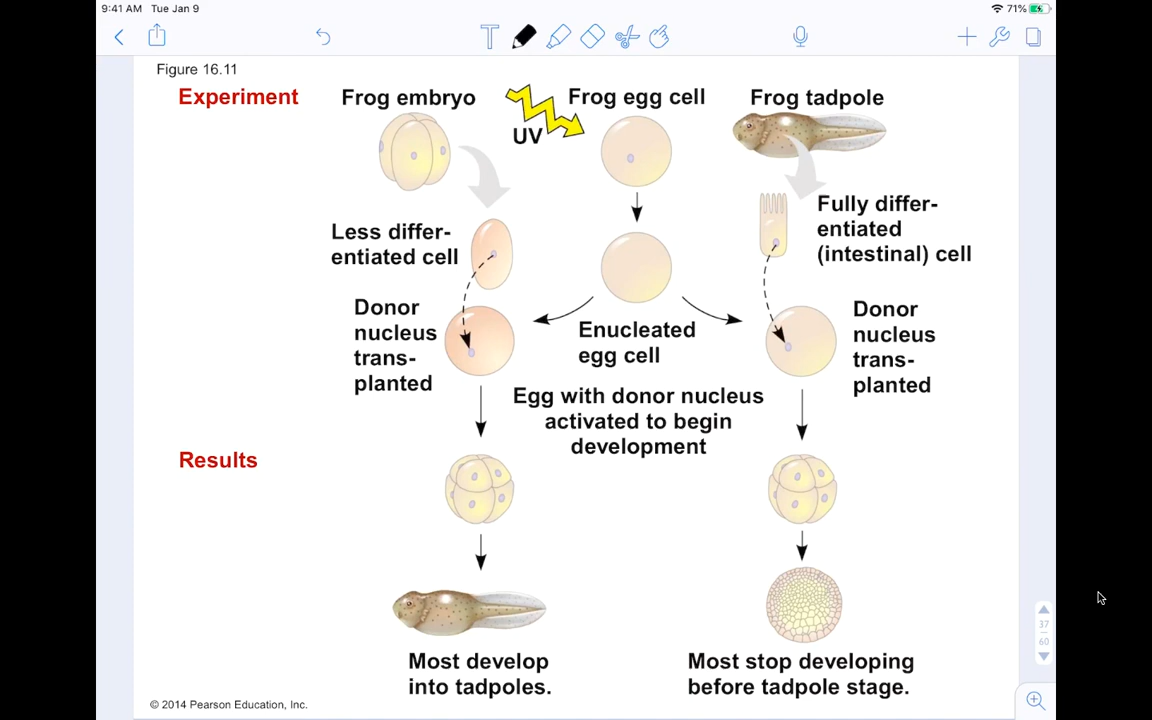 9:41 AM Tue Jan 9
71%
T
Figure 16.11
Experiment
Frog embryo
UV
Frog egg cell
Frog tadpole
Less differ-
entiated cell
Fully differ-
entiated
(intestinal) cell
Donor
nucleus
trans-
planted
Enucleated
egg cell
Donor
nucleus
trans-
planted
Egg with donor nucleus
activated to begin
development
Results
Most develop
into tadpoles.
Most stop developing
before tadpole stage.
37
60
© 2014 Pearson Education, Inc.